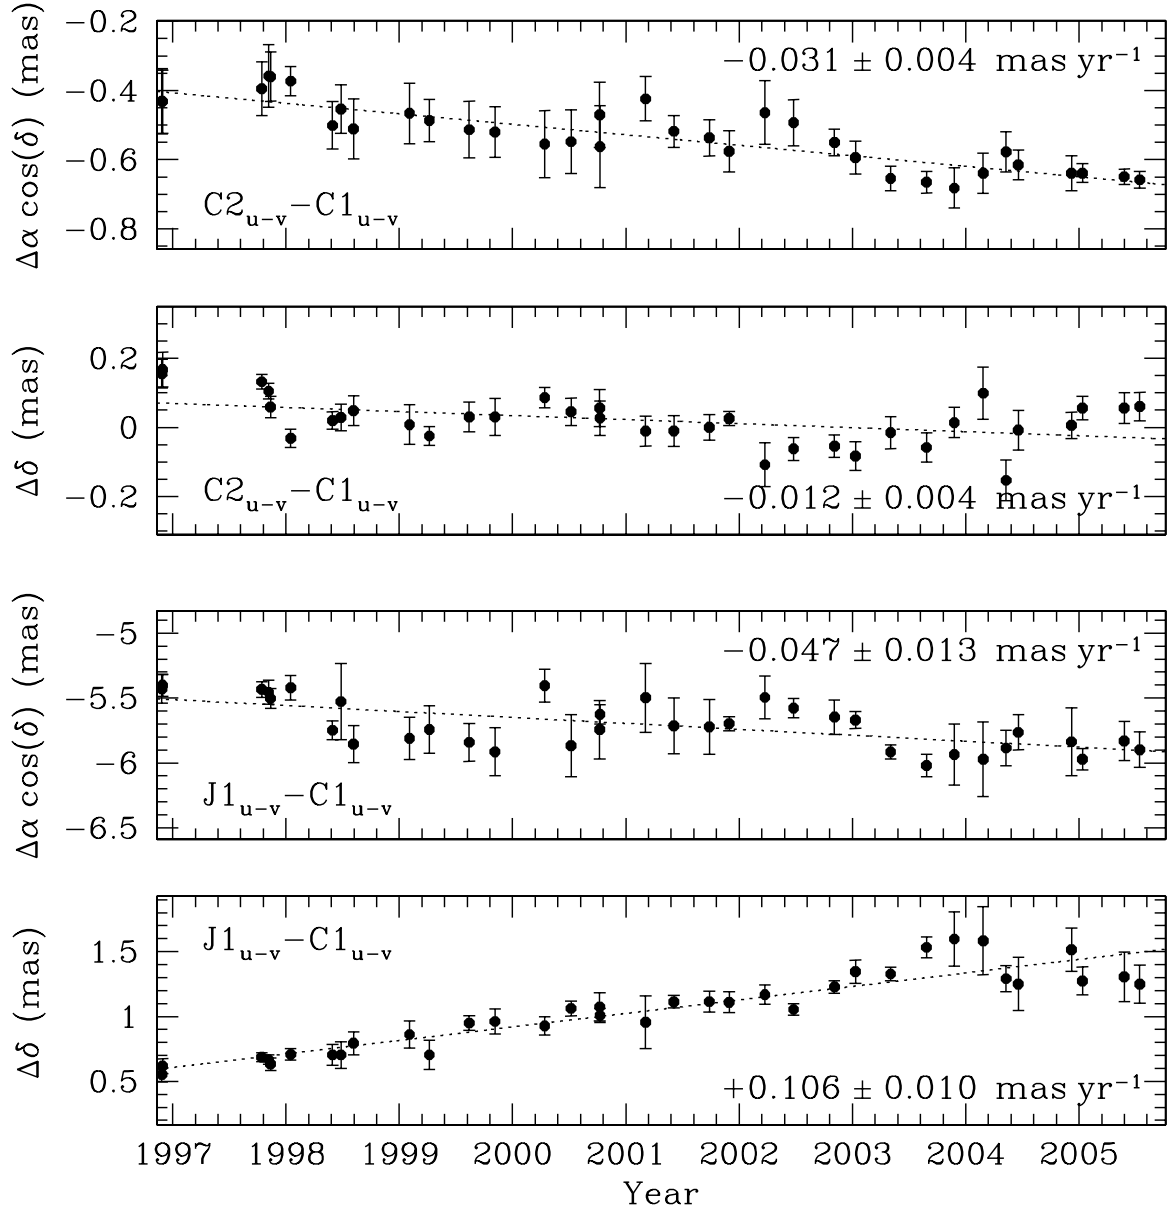 Δα cos(δ) (mas)
−0.2
−0.4
−0.6
−0.8
−0.031 ± 0.004 mas yr⁻¹
C2u−v−C1u−v
Δδ (mas)
0.2
0
−0.2
C2u−v−C1u−v
−0.012 ± 0.004 mas yr⁻¹
Δα cos(δ) (mas)
−5
−5.5
−6
−6.5
−0.047 ± 0.013 mas yr⁻¹
J1u−v−C1u−v
Δδ (mas)
1.5
1
0.5
J1u−v−C1u−v
+0.106 ± 0.010 mas yr⁻¹
1997 1998 1999 2000 2001 2002 2003 2004 2005
Year